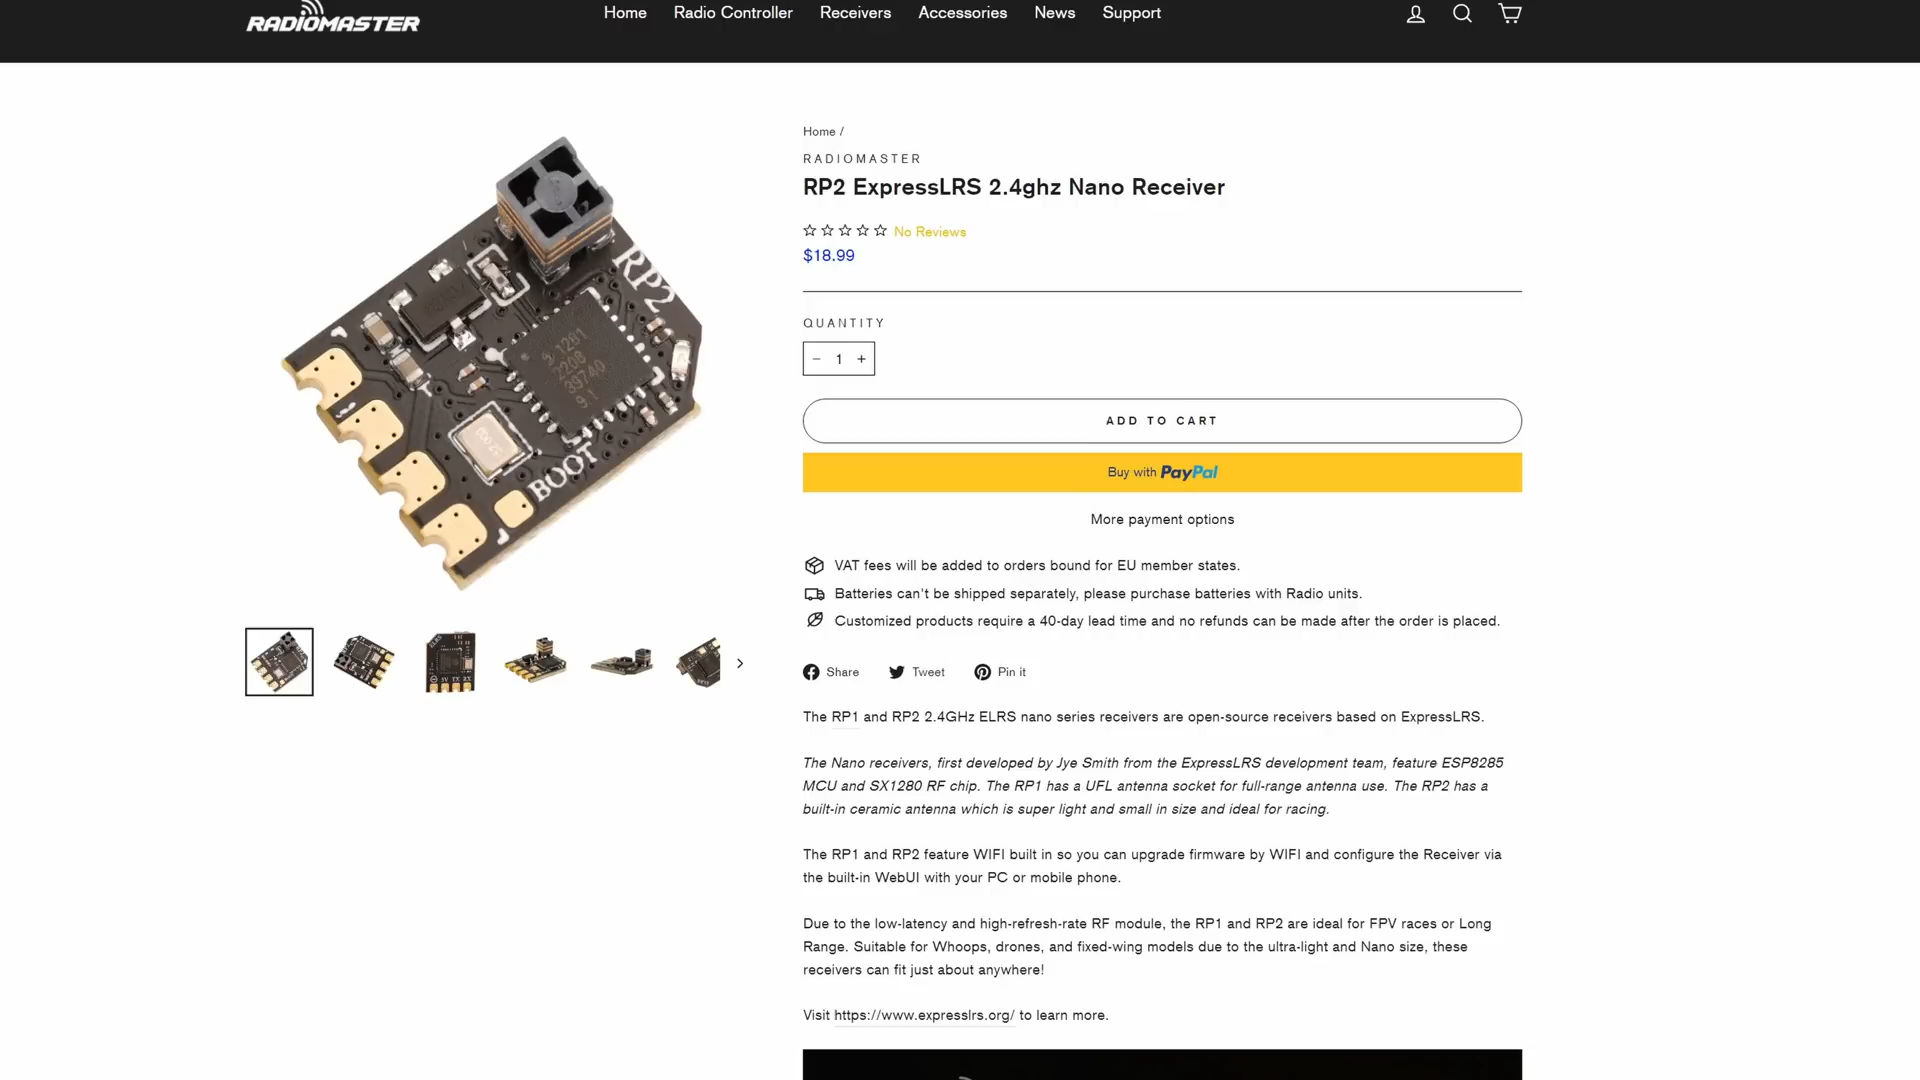 RADIOMASTER
Home Radio Controller Receivers Accessories News Support
Home /
RADIOMASTER
RP2 ExpressLRS 2.4ghz Nano Receiver
No Reviews
$18.99
QUANTITY
− 1 +
ADD TO CART
Buy with PayPal
More payment options
VAT fees will be added to orders bound for EU member states.
Batteries can't be shipped separately, please purchase batteries with Radio units.
Customized products require a 40-day lead time and no refunds can be made after the order is placed.
Share Tweet Pin it
The RP1 and RP2 2.4GHz ELRS nano series receivers are open-source receivers based on ExpressLRS.
The Nano receivers, first developed by Jye Smith from the ExpressLRS development team, feature ESP8285
MCU and SX1280 RF chip. The RP1 has a UFL antenna socket for full-range antenna use. The RP2 has a
built-in ceramic antenna which is super light and small in size and ideal for racing.
The RP1 and RP2 feature WIFI built in so you can upgrade firmware by WIFI and configure the Receiver via
the built-in WebUI with your PC or mobile phone.
Due to the low-latency and high-refresh-rate RF module, the RP1 and RP2 are ideal for FPV races or Long
Range. Suitable for Whoops, drones, and fixed-wing models due to the ultra-light and Nano size, these
receivers can fit just about anywhere!
Visit https://www.expresslrs.org/ to learn more.
RP2
1281
2208
39740
BOOT